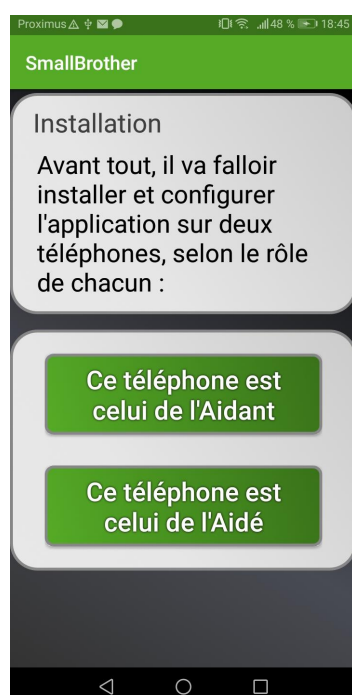 Proximus 48 % 18:45
SmallBrother
Installation
Avant tout, il va falloir
installer et configurer
l'application sur deux
téléphones, selon le rôle
de chacun :
Ce téléphone est
celui de l'Aidant
Ce téléphone est
celui de l'Aidé